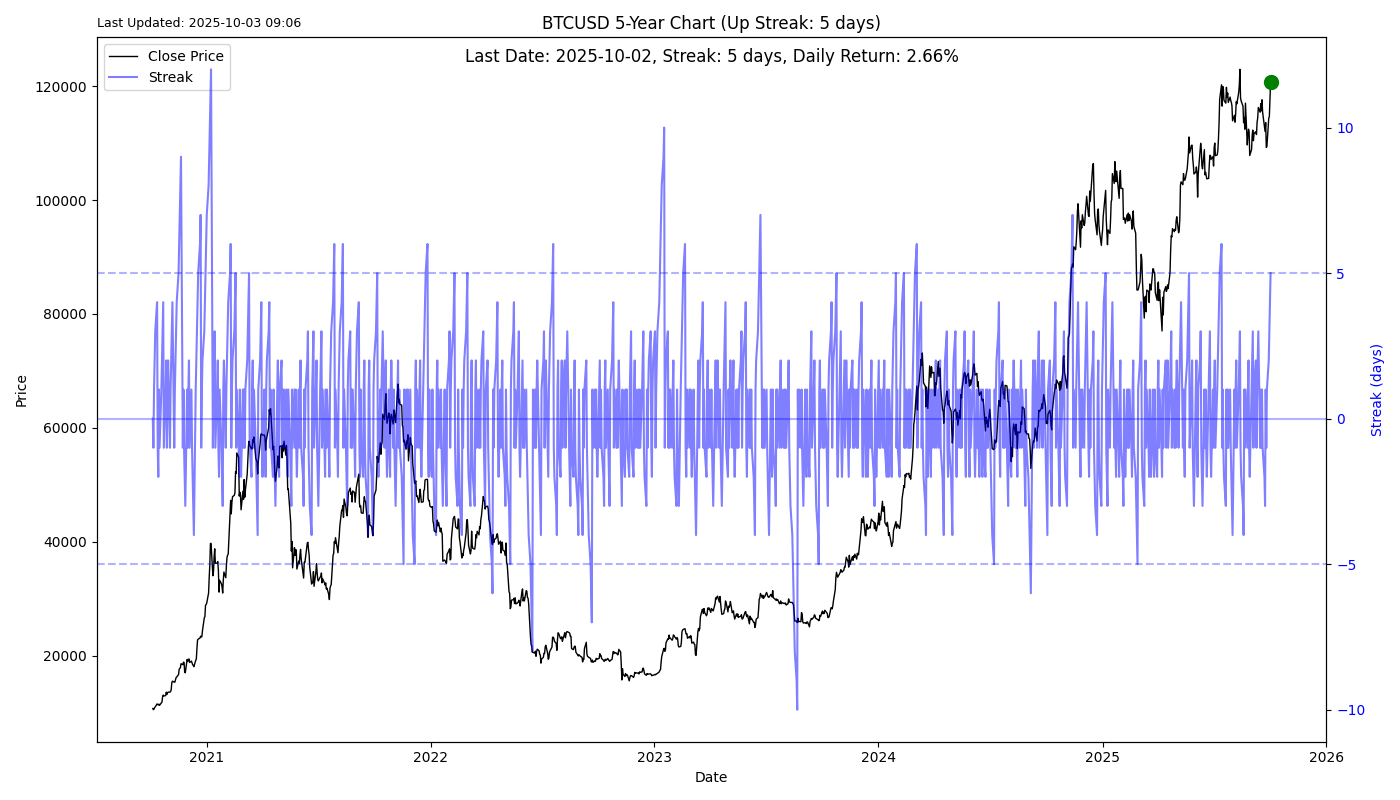 Last Updated: 2025-10-03 09:06
BTCUSD 5-Year Chart (Up Streak: 5 days)
Last Date: 2025-10-02, Streak: 5 days, Daily Return: 2.66%
Close Price
Streak
120000
100000
80000
60000
40000
20000
Price
10
5
0
−5
−10
Streak (days)
2021 2022 2023 2024 2025 2026
Date